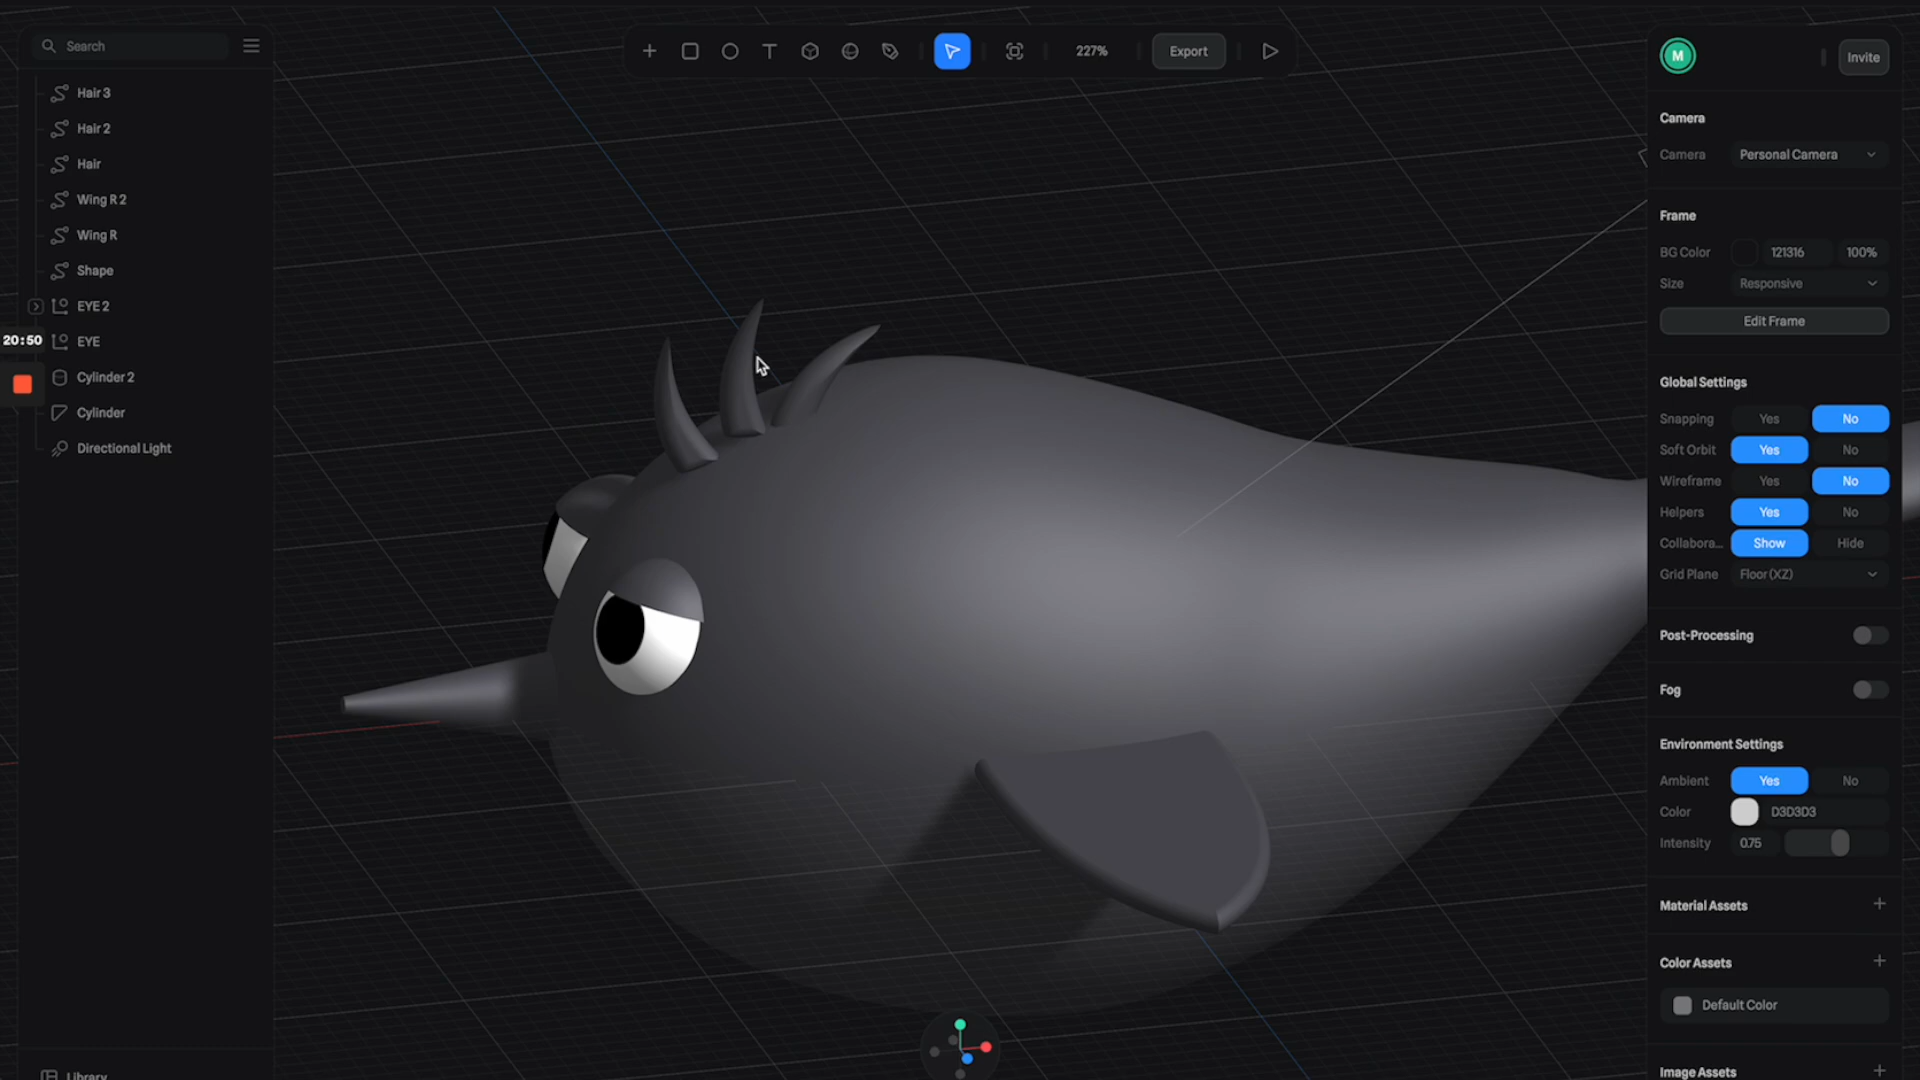 Search
Hair 3
Hair 2
Hair
Wing R 2
Wing R
Shape
EYE 2
20:50
EYE
Cylinder 2
Cylinder
Directional Light
Library
T
227%
Export
M
Invite
Camera
Camera
Personal Camera
Frame
BG Color
121316
100%
Size
Responsive
Edit Frame
Global Settings
Snapping
Yes
No
Soft Orbit
Yes
No
Wireframe
Yes
No
Helpers
Yes
No
Collabora...
Show
Hide
Grid Plane
Floor (XZ)
Post-Processing
Fog
Environment Settings
Ambient
Yes
No
Color
D3D3D3
Intensity
0.75
Material Assets
Color Assets
Default Color
Image Assets